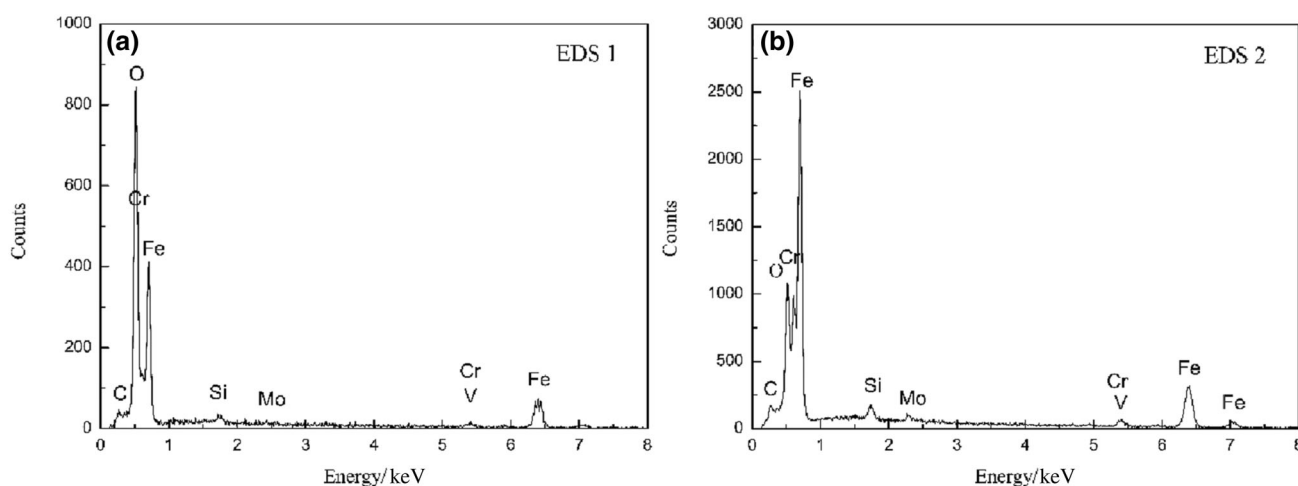 (a)
EDS 1
1000
800
600
400
200
0
Counts
O
Cr
Fe
C
Si
Mo
Cr
V
Fe
0 1 2 3 4 5 6 7 8
Energy/keV
(b)
EDS 2
3000
2500
2000
1500
1000
500
0
Counts
Fe
Cr
O
C
Si
Mo
Cr
V
Fe
Fe
0 1 2 3 4 5 6 7 8
Energy/keV